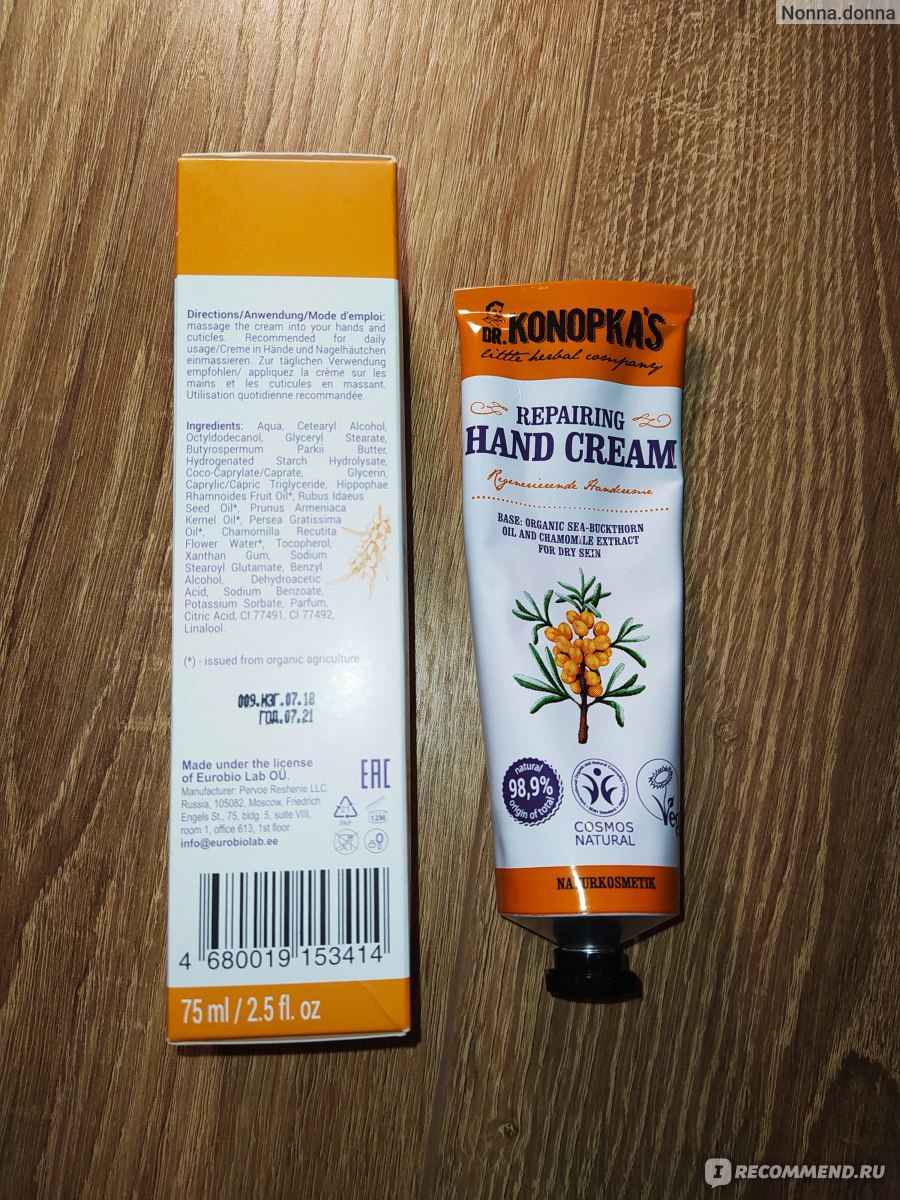 Nonna.donna
Directions/Anwendung/Mode d'emploi:
massage the cream into your hands and
cuticles. Recommended for daily
usage/Creme in Hände und Nagelhäutchen
einmassieren. Zur täglichen Verwendung
empfohlen/ appliquez la crème sur les
mains et les cuticules en massant.
Utilisation quotidienne recommandée.
Ingredients: Aqua, Cetearyl Alcohol,
Octyldodecanol, Glyceryl Stearate,
Butyrospermum Parkii Butter,
Hydrogenated Starch Hydrolysate,
Coco-Caprylate/Caprate, Glycerin,
Caprylic/Capric Triglyceride, Hippophae
Rhamnoides Fruit Oil*, Rubus Idaeus
Seed Oil*, Prunus Armeniaca
Kernel Oil*, Persea Gratissima
Oil*, Chamomilla Recutita
Flower Water*, Tocopherol,
Xanthan Gum, Sodium
Stearoyl Glutamate, Benzyl
Alcohol, Dehydroacetic
Acid, Sodium Benzoate,
Potassium Sorbate, Parfum,
Citric Acid, CI 77491, CI 77492,
Linalool.
(*) - issued from organic agriculture
009.ИЗГ.07.18
ГОД.07.21
Made under the license
of Eurobio Lab OÜ.
Manufacturer: Pervoe Reshenie LLC,
Russia, 105082, Moscow, Friedrich
Engels St., 75, bldg. 5, suite VIII,
room 1, office 613, 1st floor
info@eurobiolab.ee
EAC
21
PAP
12M
4 680019 153414
75 ml / 2.5 fl. oz
DR. KONOPKA'S
little herbal company
REPAIRING
HAND CREAM
Regenerierende Handcreme
BASE: ORGANIC SEA-BUCKTHORN
OIL AND CHAMOMILE EXTRACT
FOR DRY SKIN
natural
98,9%
origin of total
COSMOS
NATURAL
NATURKOSMETIK
IRECOMMEND.RU